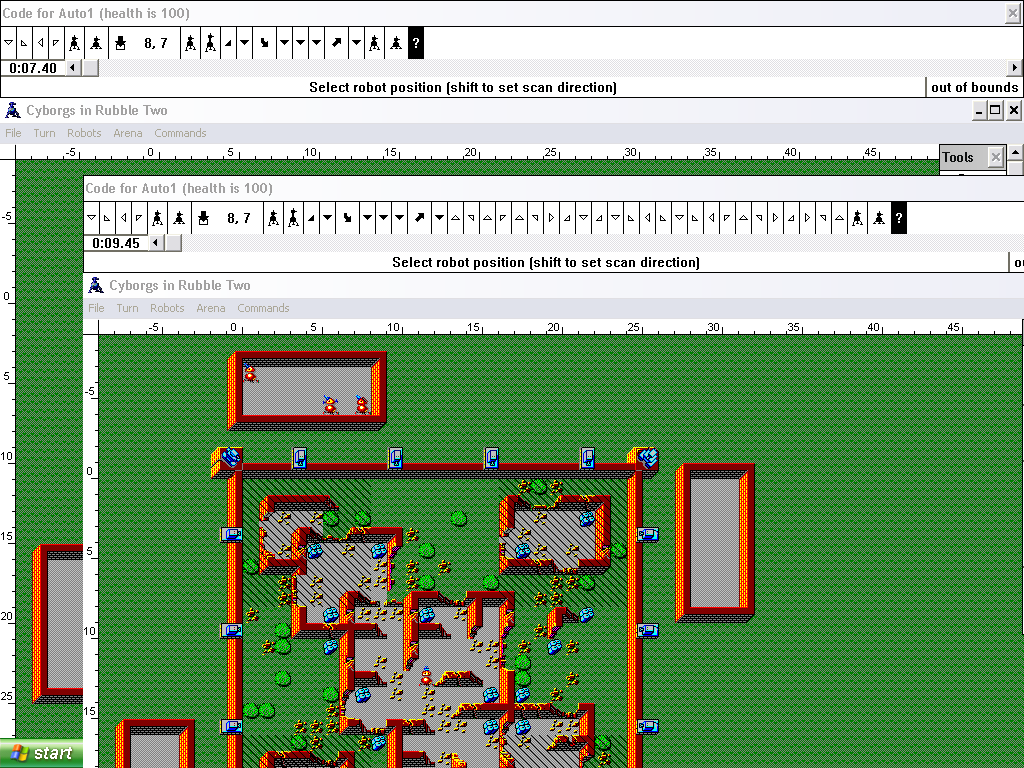 Code for Auto1 (health is 100)
8, 7 ?
0:07.40
Select robot position (shift to set scan direction) out of bounds
Cyborgs in Rubble Two
File Turn Robots Arena Commands
-5 0 5 10 15 20 25 30 35 40 45
Tools
-5
0
5
10
15
20
25
Code for Auto1 (health is 100)
8, 7 ?
0:09.45
Select robot position (shift to set scan direction)
Cyborgs in Rubble Two
File Turn Robots Arena Commands
-5 0 5 10 15 20 25 30 35 40 45
-5
0
5
10
15
start